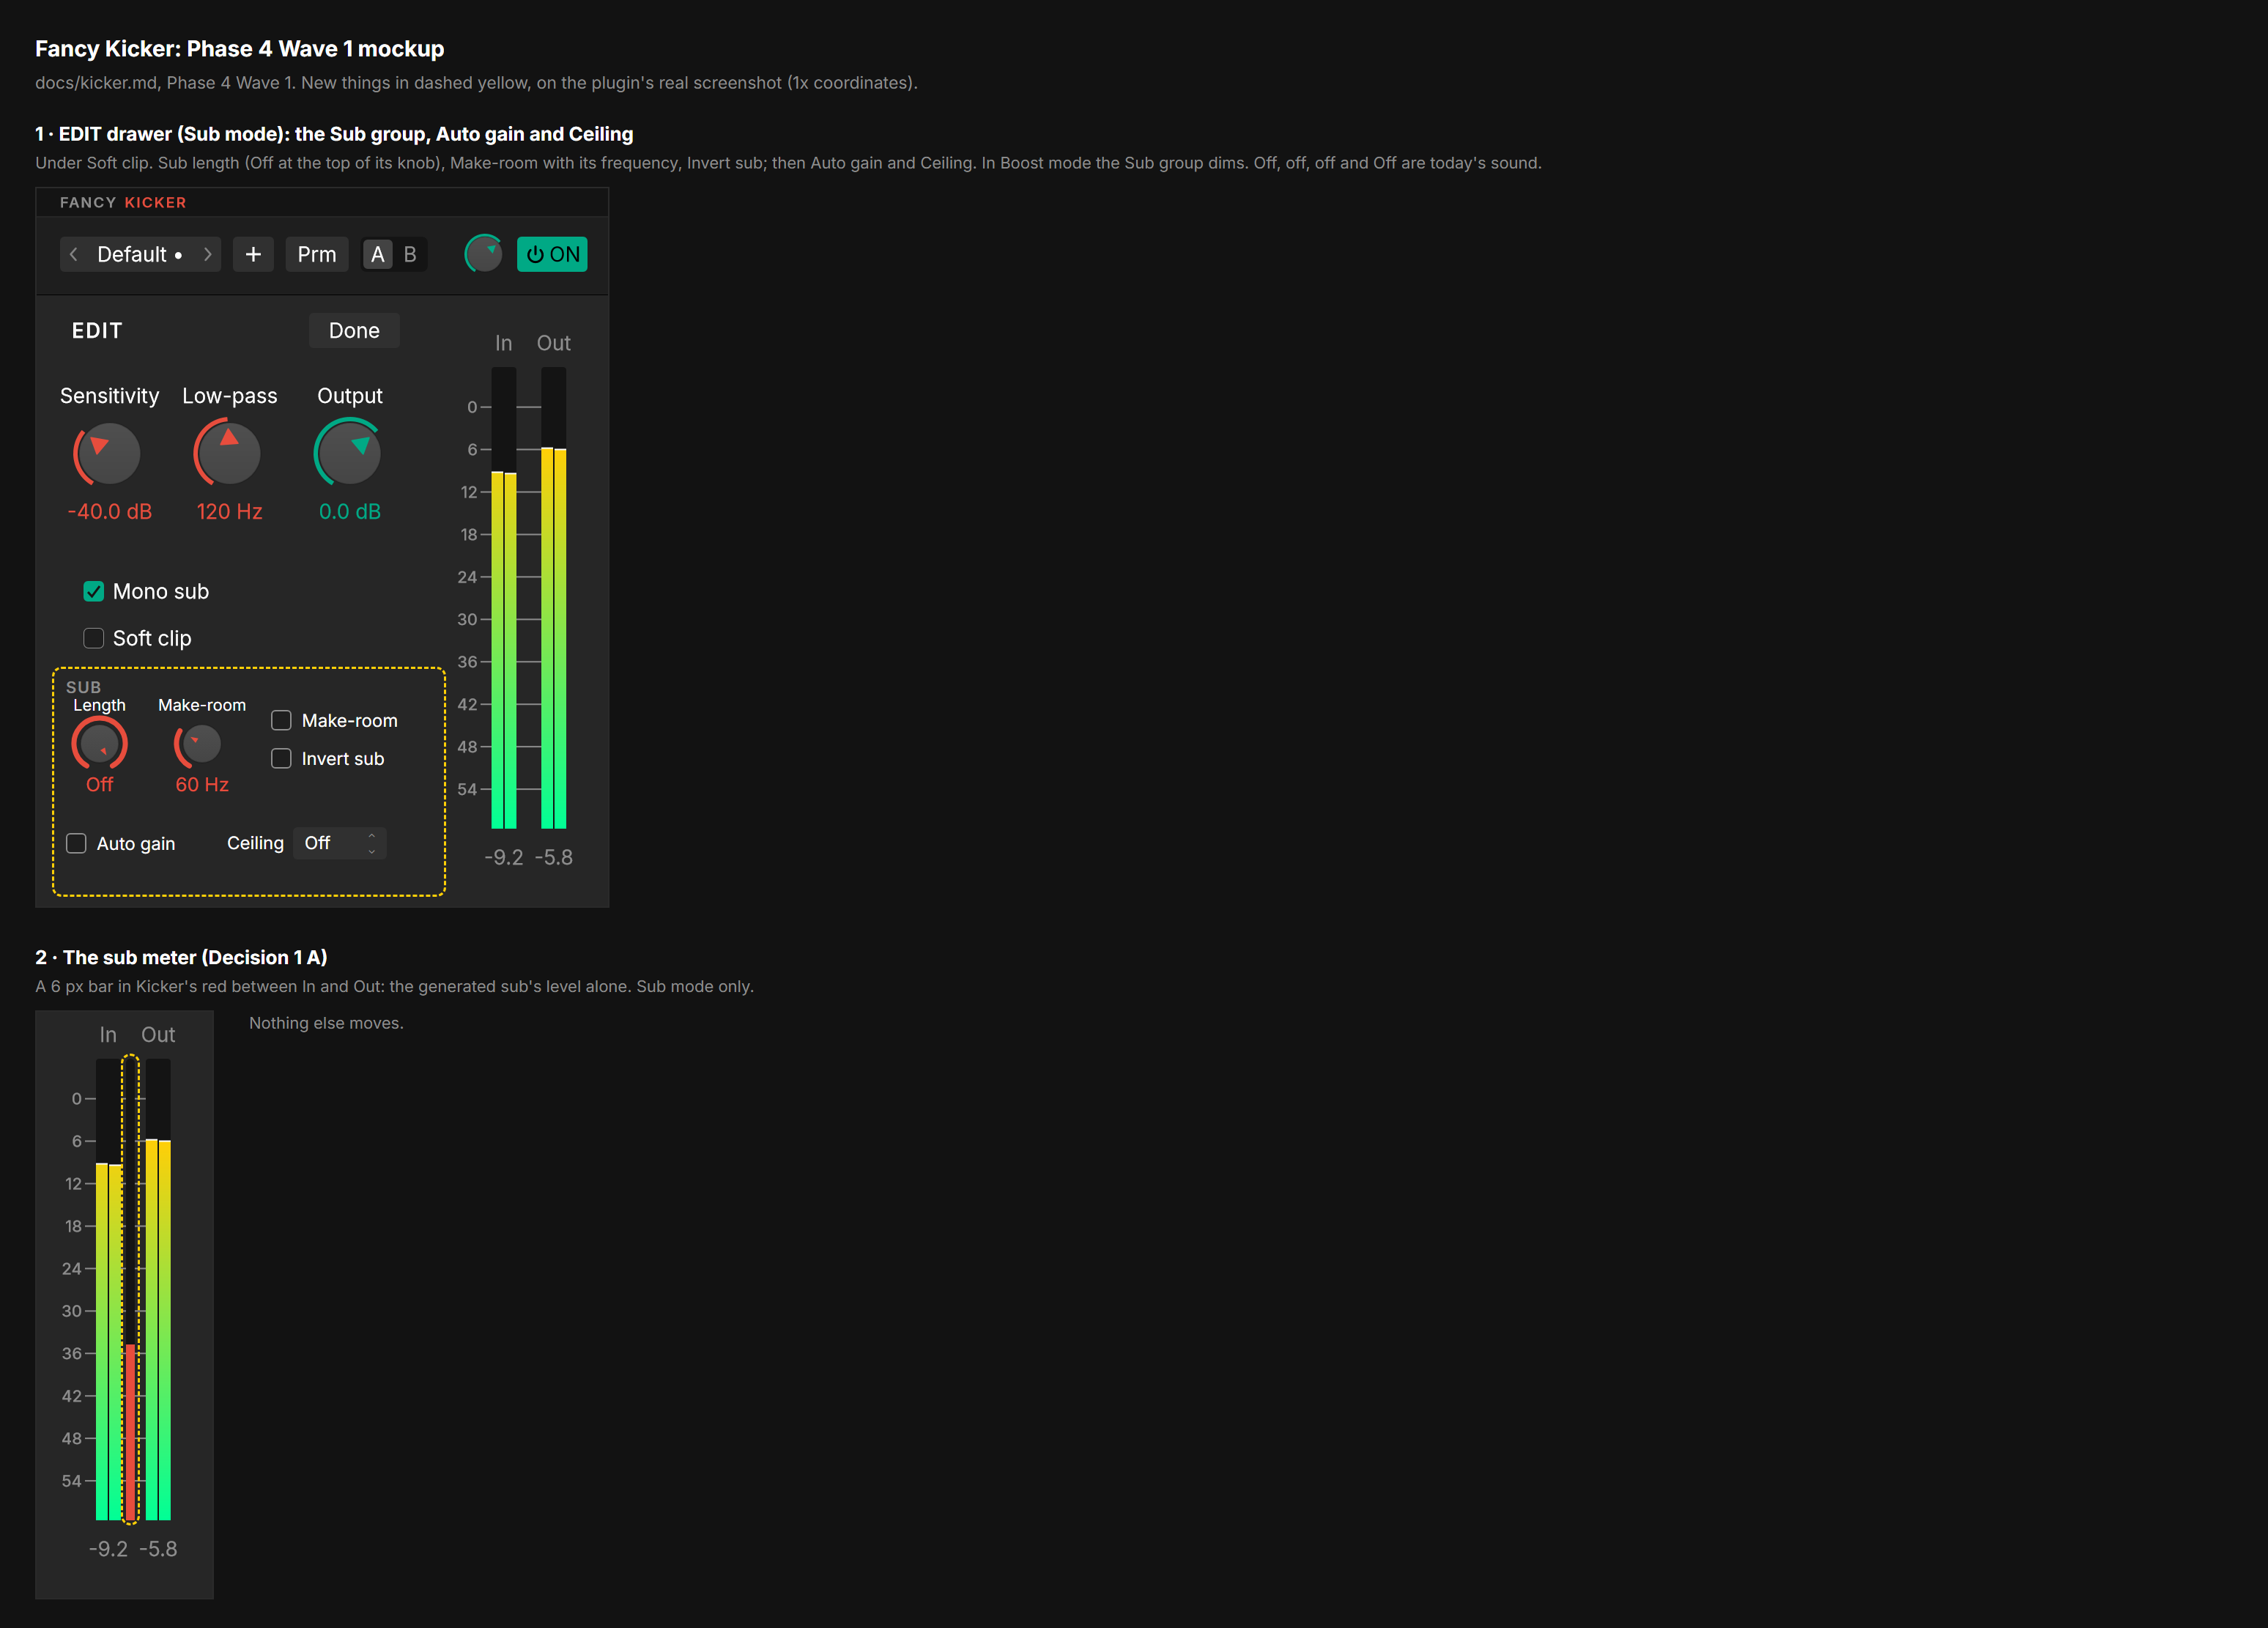 Fancy Kicker: Phase 4 Wave 1 mockup
docs/kicker.md, Phase 4 Wave 1. New things in dashed yellow, on the plugin's real screenshot (1x coordinates).
1 · EDIT drawer (Sub mode): the Sub group, Auto gain and Ceiling
Under Soft clip. Sub length (Off at the top of its knob), Make-room with its frequency, Invert sub; then Auto gain and Ceiling. In Boost mode the Sub group dims. Off, off, off and Off are today's sound.
FANCY KICKER
Default • + Prm A B ON
EDIT Done
In Out
Sensitivity Low-pass Output
-40.0 dB 120 Hz 0.0 dB
Mono sub
Soft clip
SUB
Length Make-room
Make-room
Invert sub
Off 60 Hz
Auto gain Ceiling Off
0
6
12
18
24
30
36
42
48
54
-9.2 -5.8
2 · The sub meter (Decision 1 A)
A 6 px bar in Kicker's red between In and Out: the generated sub's level alone. Sub mode only.
In Out
Nothing else moves.
0
6
12
18
24
30
36
42
48
54
-9.2 -5.8